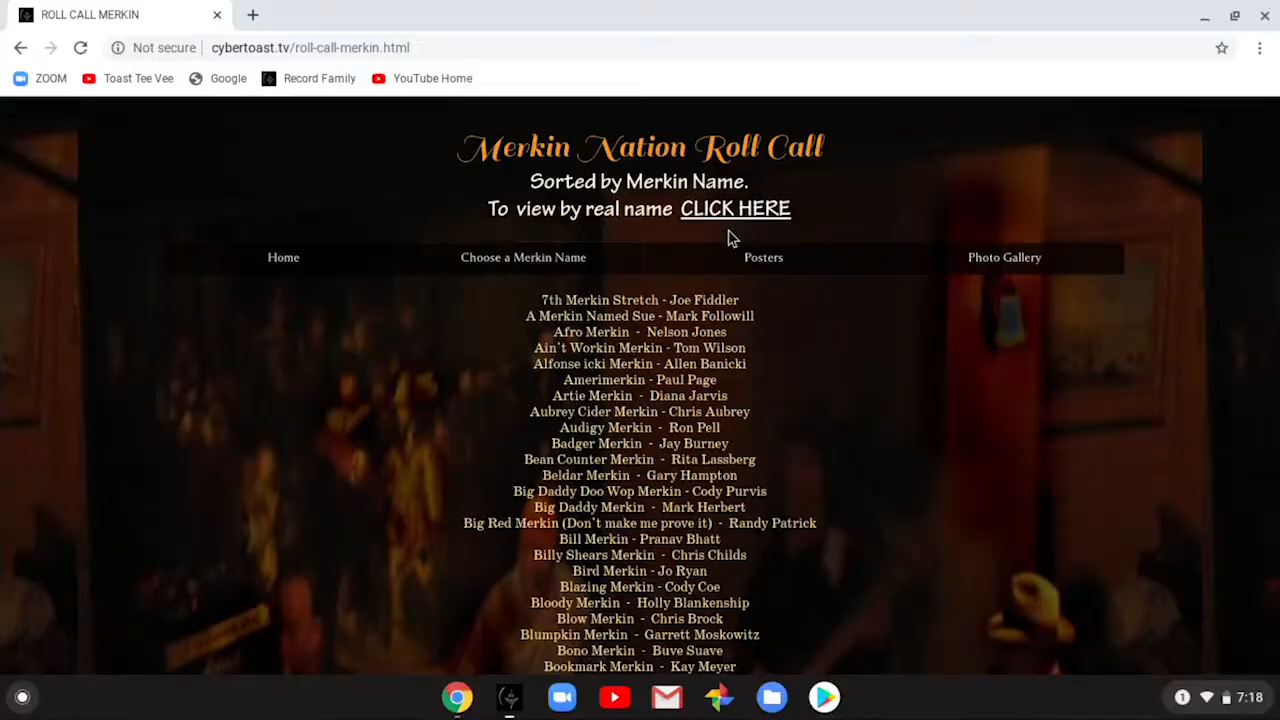 ROLL CALL MERKIN
Not secure
cybertoast.tv/roll-call-merkin.html
ZOOM
Toast Tee Vee
Google
Record Family
YouTube Home
Merkin Nation Roll Call
Sorted by Merkin Name.
To view by real name CLICK HERE
Home
Choose a Merkin Name
Posters
Photo Gallery
7th Merkin Stretch - Joe Fiddler
A Merkin Named Sue - Mark Followill
Afro Merkin - Nelson Jones
Ain't Workin Merkin - Tom Wilson
Alfonse icki Merkin - Allen Banicki
Amerimerkin - Paul Page
Artie Merkin - Diana Jarvis
Aubrey Cider Merkin - Chris Aubrey
Audigy Merkin - Ron Pell
Badger Merkin - Jay Burney
Bean Counter Merkin - Rita Lassberg
Beldar Merkin - Gary Hampton
Big Daddy Doo Wop Merkin - Cody Purvis
Big Daddy Merkin - Mark Herbert
Big Red Merkin (Don't make me prove it) - Randy Patrick
Bill Merkin - Pranav Bhatt
Billy Shears Merkin - Chris Childs
Bird Merkin - Jo Ryan
Blazing Merkin - Cody Coe
Bloody Merkin - Holly Blankenship
Blow Merkin - Chris Brock
Blumpkin Merkin - Garrett Moskowitz
Bono Merkin - Buve Suave
Bookmark Merkin - Kay Meyer
1
7:18